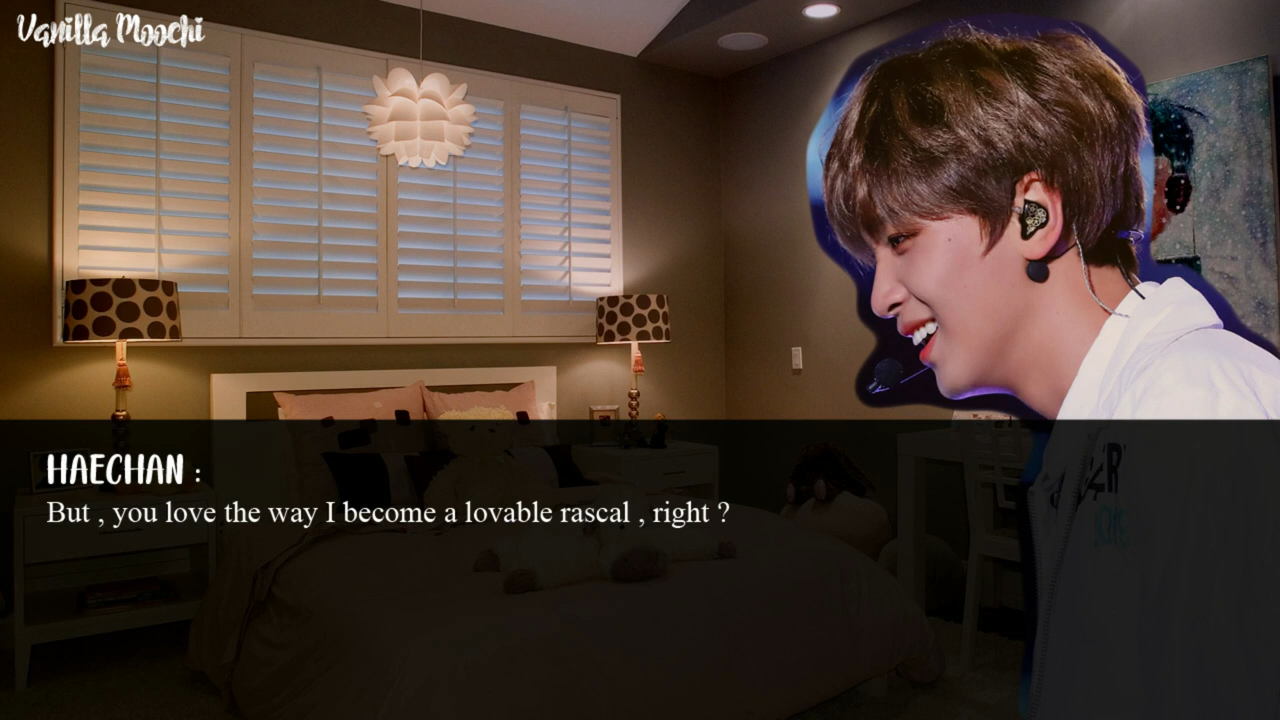 Vanilla Moochi
HAECHAN :
But , you love the way I become a lovable rascal , right ?